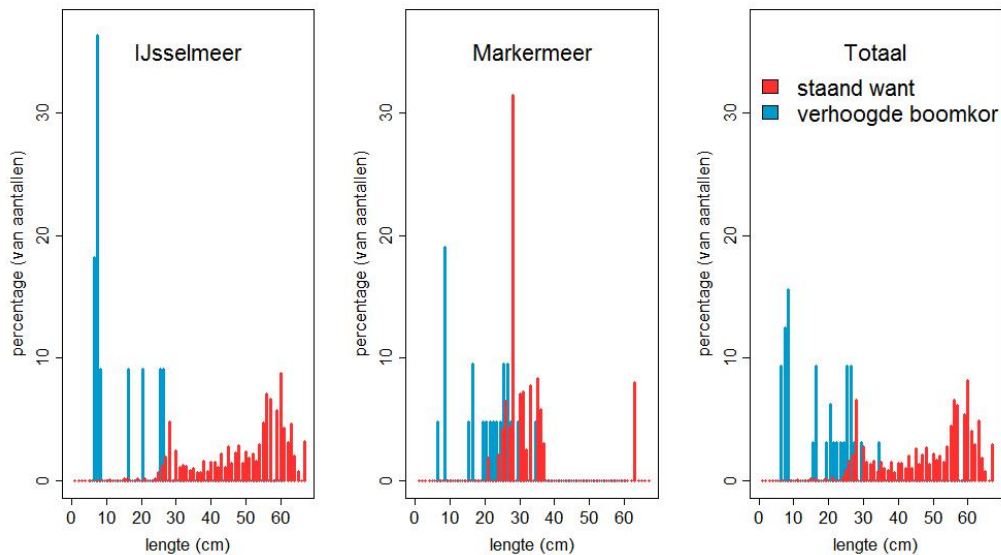 IJsselmeer
percentage (van aantallen)
0
10
20
30
0 10 20 30 40 50 60
lengte (cm)
Markermeer
percentage (van aantallen)
0
10
20
30
0 10 20 30 40 50 60
lengte (cm)
Totaal
staand want
verhoogde boomkor
percentage (van aantallen)
0
10
20
30
0 10 20 30 40 50 60
lengte (cm)